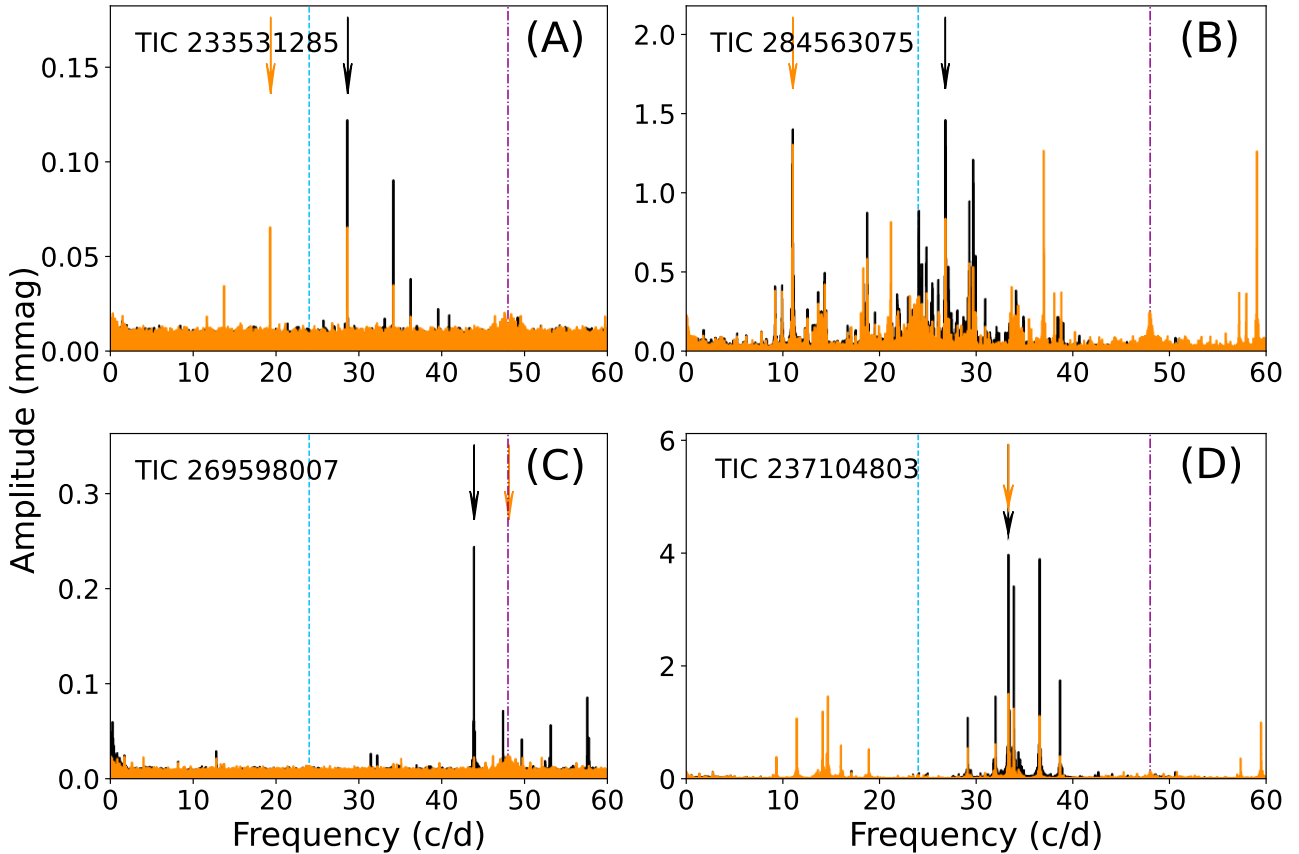 (A)
TIC 233531285
0.15
0.10
0.05
0.00
0 10 20 30 40 50 60
(B)
TIC 284563075
2.0
1.5
1.0
0.5
0.0
0 10 20 30 40 50 60
Amplitude (mmag)
(C)
TIC 269598007
0.3
0.2
0.1
0.0
0 10 20 30 40 50 60
Frequency (c/d)
(D)
TIC 237104803
6
4
2
0
0 10 20 30 40 50 60
Frequency (c/d)